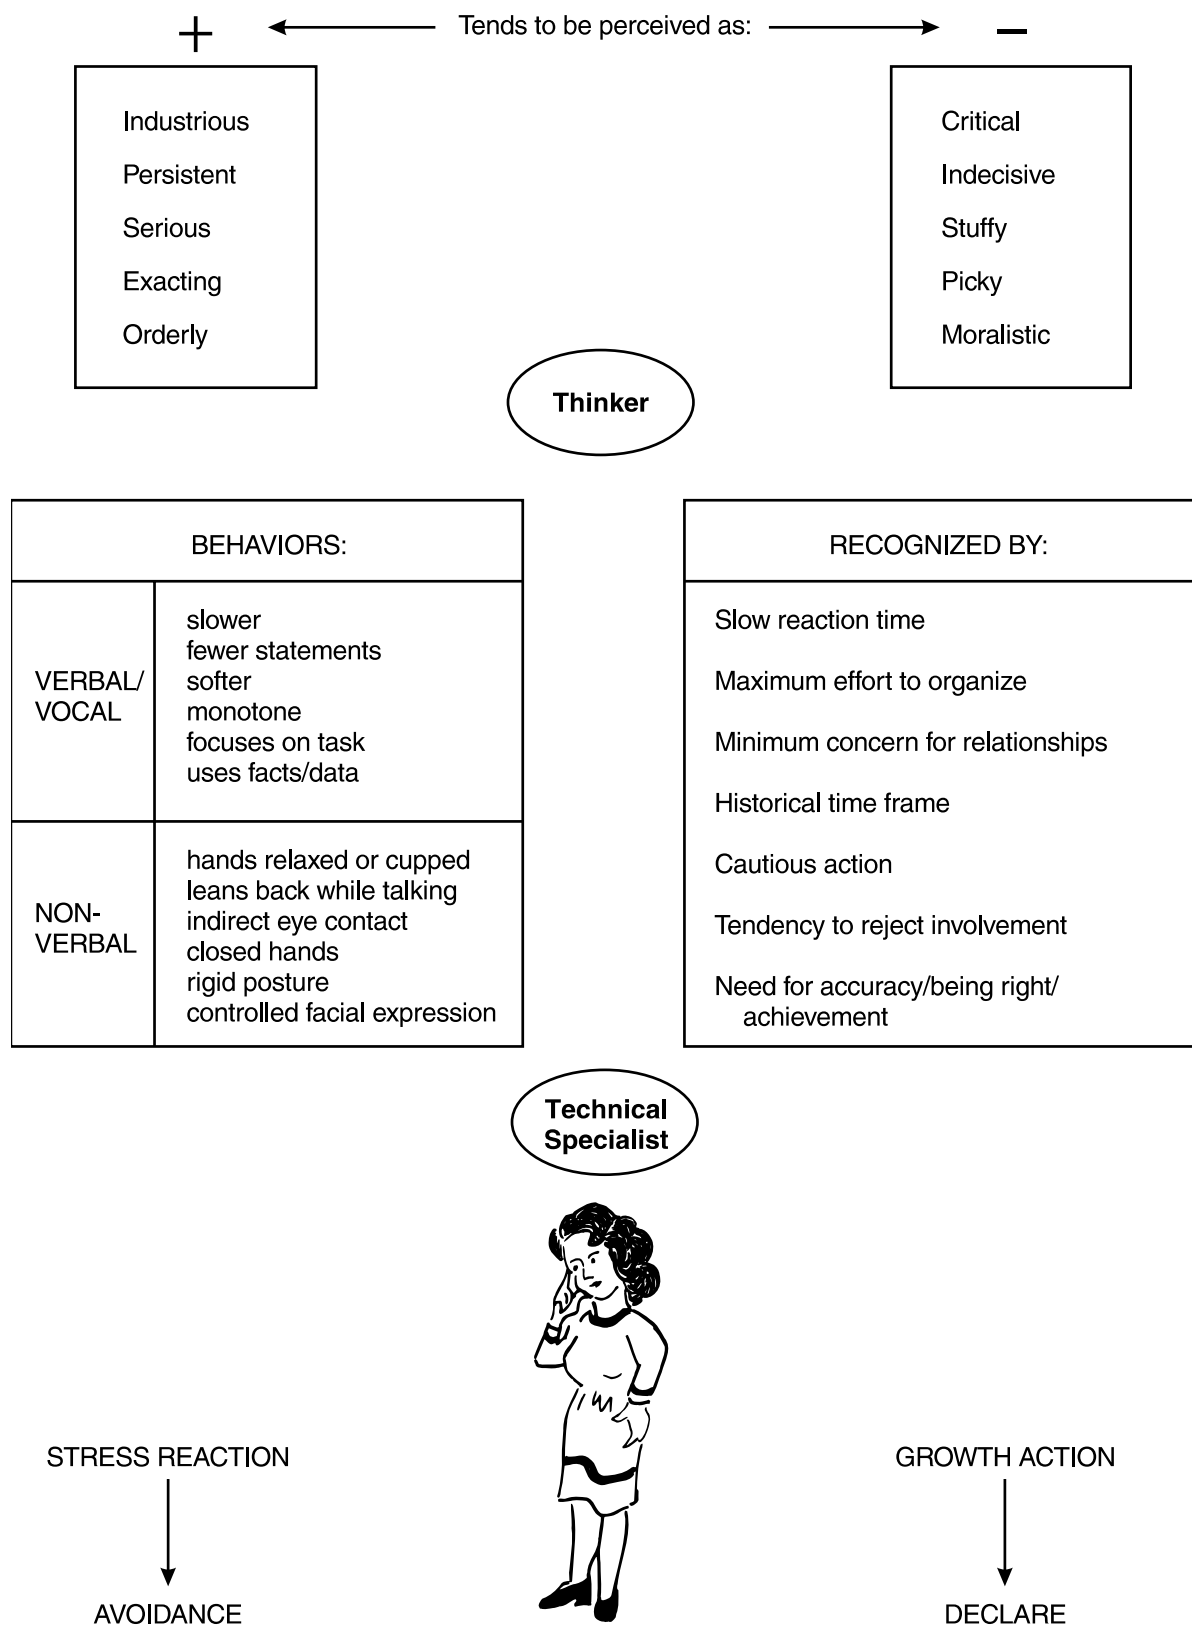 + Tends to be perceived as: −
Industrious
Persistent
Serious
Exacting
Orderly
Critical
Indecisive
Stuffy
Picky
Moralistic
Thinker
BEHAVIORS:
VERBAL/
VOCAL
slower
fewer statements
softer
monotone
focuses on task
uses facts/data
NON-
VERBAL
hands relaxed or cupped
leans back while talking
indirect eye contact
closed hands
rigid posture
controlled facial expression
RECOGNIZED BY:
Slow reaction time
Maximum effort to organize
Minimum concern for relationships
Historical time frame
Cautious action
Tendency to reject involvement
Need for accuracy/being right/
achievement
Technical
Specialist
STRESS REACTION
AVOIDANCE
GROWTH ACTION
DECLARE